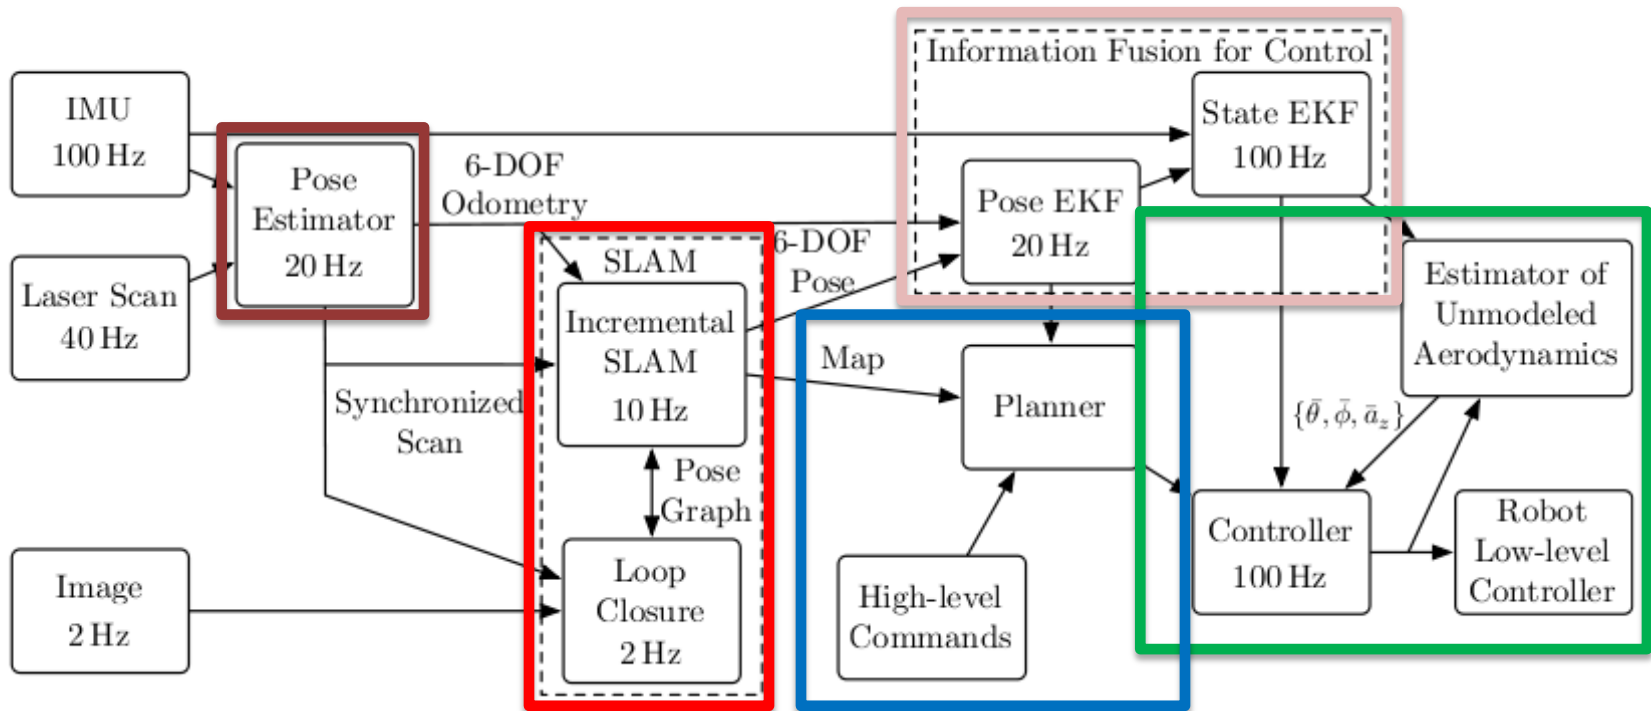 Information Fusion for Control
IMU
100 Hz
State EKF
100 Hz
Pose
Estimator
20 Hz
6-DOF
Odometry
Pose EKF
20 Hz
Laser Scan
40 Hz
SLAM
6-DOF
Pose
Estimator of
Unmodeled
Aerodynamics
Incremental
SLAM
10 Hz
Map
Planner
Synchronized
Scan
{θ̄, ϕ̄, ā_z}
Pose
Graph
Image
2 Hz
Loop
Closure
2 Hz
High-level
Commands
Controller
100 Hz
Robot
Low-level
Controller